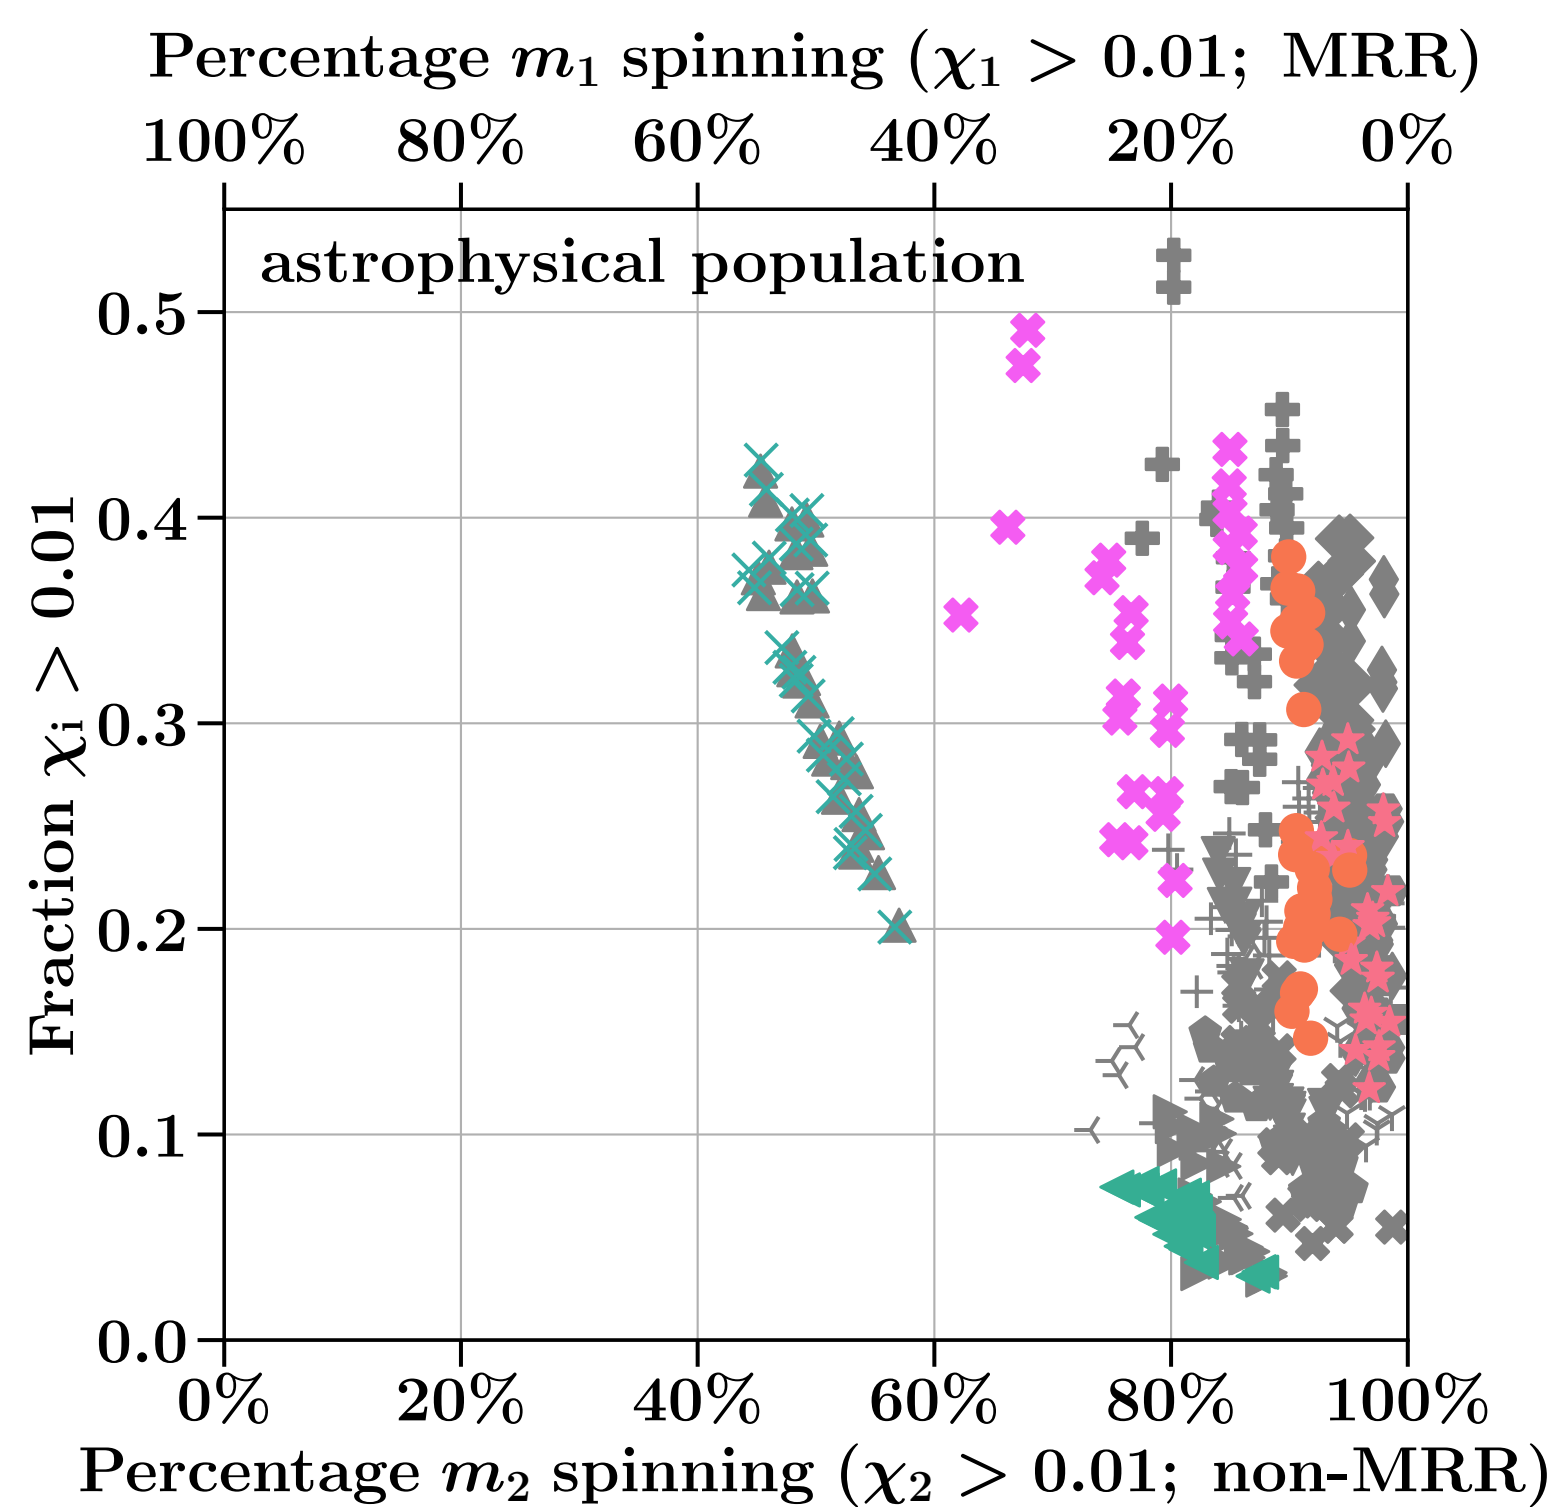 Percentage m₁ spinning (χ₁ > 0.01; MRR)
100% 80% 60% 40% 20% 0%
astrophysical population
Fraction χᵢ > 0.01
0.5
0.4
0.3
0.2
0.1
0.0
0% 20% 40% 60% 80% 100%
Percentage m₂ spinning (χ₂ > 0.01; non-MRR)